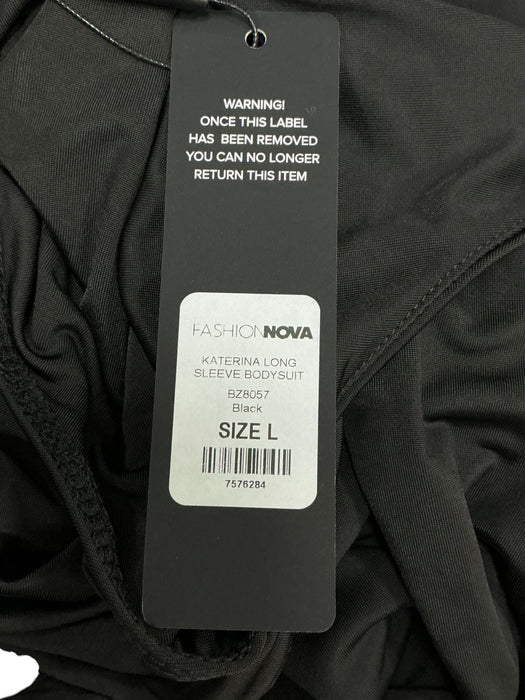 WARNING!
ONCE THIS LABEL
HAS BEEN REMOVED
YOU CAN NO LONGER
RETURN THIS ITEM
FASHIONNOVA
KATERINA LONG
SLEEVE BODYSUIT
BZ8057
Black
SIZE L
7576284